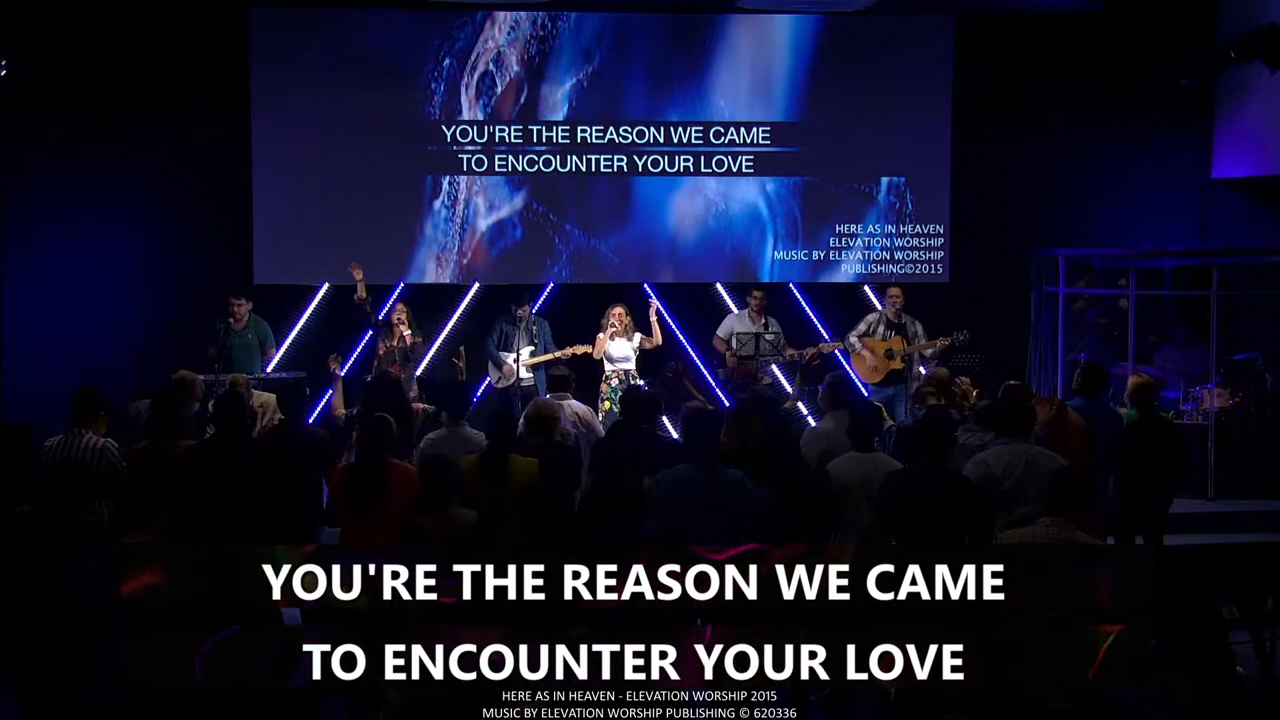 YOU'RE THE REASON WE CAME
TO ENCOUNTER YOUR LOVE
HERE AS IN HEAVEN
ELEVATION WORSHIP
MUSIC BY ELEVATION WORSHIP
PUBLISHING©2015
YOU'RE THE REASON WE CAME
TO ENCOUNTER YOUR LOVE
HERE AS IN HEAVEN - ELEVATION WORSHIP 2015
MUSIC BY ELEVATION WORSHIP PUBLISHING © 620336